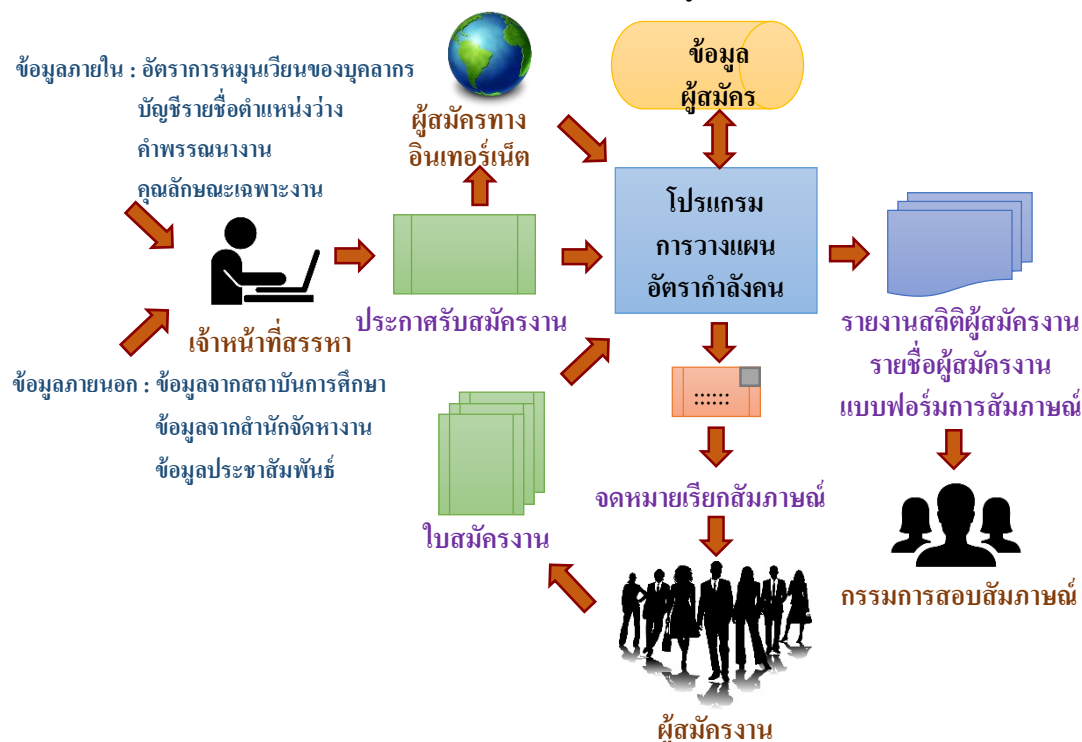 ข้อมูลภายใน : อัตราการหมุนเวียนของบุคลากร
บัญชีรายชื่อตำแหน่งว่าง
คำพรรณนางาน
คุณลักษณะเฉพาะงาน
ผู้สมัครทาง
อินเทอร์เน็ต
ข้อมูล
ผู้สมัคร
โปรแกรม
การวางแผน
อัตรากำลังคน
เจ้าหน้าที่สรรหา
ประกาศรับสมัครงาน
รายงานสถิติผู้สมัครงาน
รายชื่อผู้สมัครงาน
แบบฟอร์มการสัมภาษณ์
ข้อมูลภายนอก : ข้อมูลจากสถาบันการศึกษา
ข้อมูลจากสำนักจัดหางาน
ข้อมูลประชาสัมพันธ์
ใบสมัครงาน
จดหมายเรียกสัมภาษณ์
กรรมการสอบสัมภาษณ์
ผู้สมัครงาน